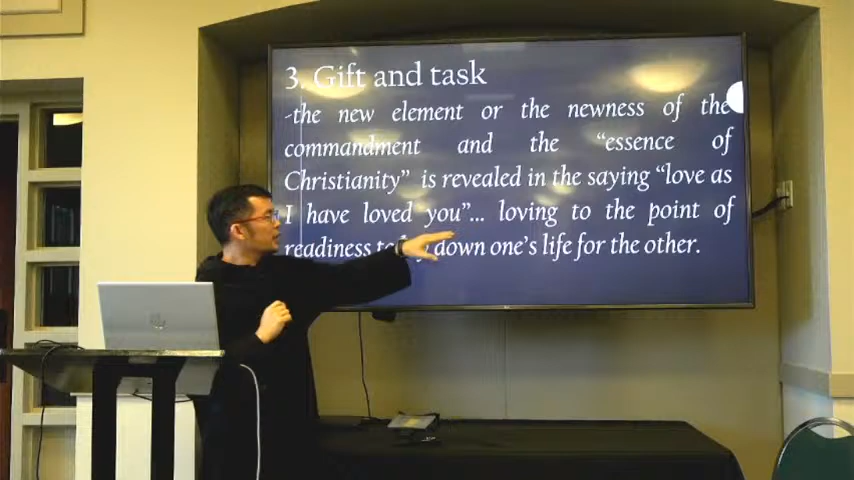 3. Gift and task
-the new element or the newness of the
commandment and the “essence of
Christianity” is revealed in the saying “love as
I have loved you”... loving to the point of
readiness down one’s life for the other.